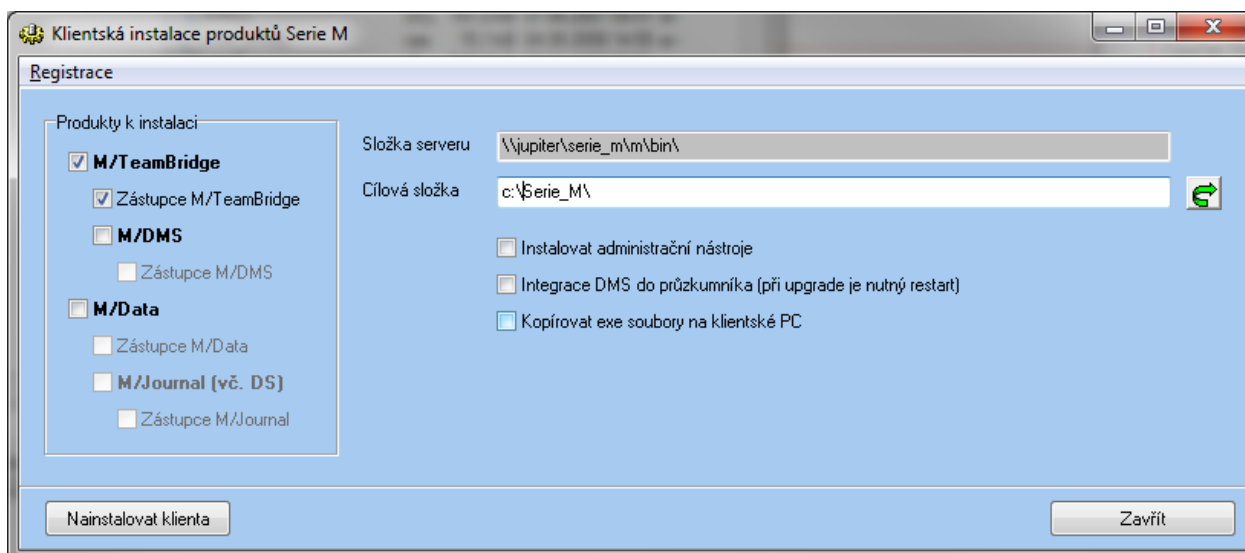 Klientská instalace produktů Serie M
Registrace
Produkty k instalaci
M/TeamBridge
Zástupce M/TeamBridge
M/DMS
Zástupce M/DMS
M/Data
Zástupce M/Data
M/Journal (vč. DS)
Zástupce M/Journal
Složka serveru \\jupiter\serie_m\m\bin\
Cílová složka c:\Serie_M\
Instalovat administrační nástroje
Integrace DMS do průzkumníka (při upgrade je nutný restart)
Kopírovat exe soubory na klientské PC
Nainstalovat klienta Zavřít